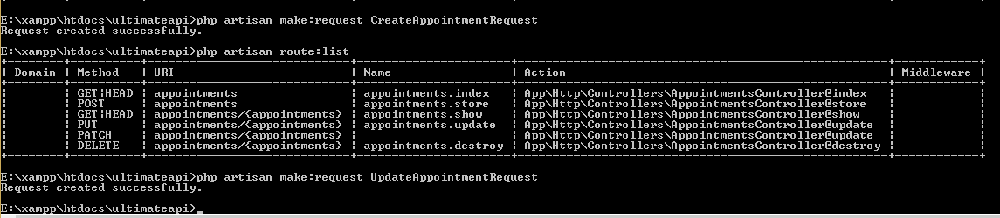 E:\xampp\htdocs\ultimateapi>php artisan make:request CreateAppointmentRequest
Request created successfully.
E:\xampp\htdocs\ultimateapi>php artisan route:list
+--------+----------+-----------------------------+----------------------+------------------------------------------------------+------------+
¦ Domain ¦ Method ¦ URI ¦ Name ¦ Action ¦ Middleware ¦
+--------+----------+-----------------------------+----------------------+------------------------------------------------------+------------+
¦ ¦ GET¦HEAD ¦ appointments ¦ appointments.index ¦ App\Http\Controllers\AppointmentsController@index ¦ ¦
¦ ¦ POST ¦ appointments ¦ appointments.store ¦ App\Http\Controllers\AppointmentsController@store ¦ ¦
¦ ¦ GET¦HEAD ¦ appointments/{appointments} ¦ appointments.show ¦ App\Http\Controllers\AppointmentsController@show ¦ ¦
¦ ¦ PUT ¦ appointments/{appointments} ¦ appointments.update ¦ App\Http\Controllers\AppointmentsController@update ¦ ¦
¦ ¦ PATCH ¦ appointments/{appointments} ¦ ¦ App\Http\Controllers\AppointmentsController@update ¦ ¦
¦ ¦ DELETE ¦ appointments/{appointments} ¦ appointments.destroy ¦ App\Http\Controllers\AppointmentsController@destroy ¦ ¦
+--------+----------+-----------------------------+----------------------+------------------------------------------------------+------------+
E:\xampp\htdocs\ultimateapi>php artisan make:request UpdateAppointmentRequest
Request created successfully.
E:\xampp\htdocs\ultimateapi>_